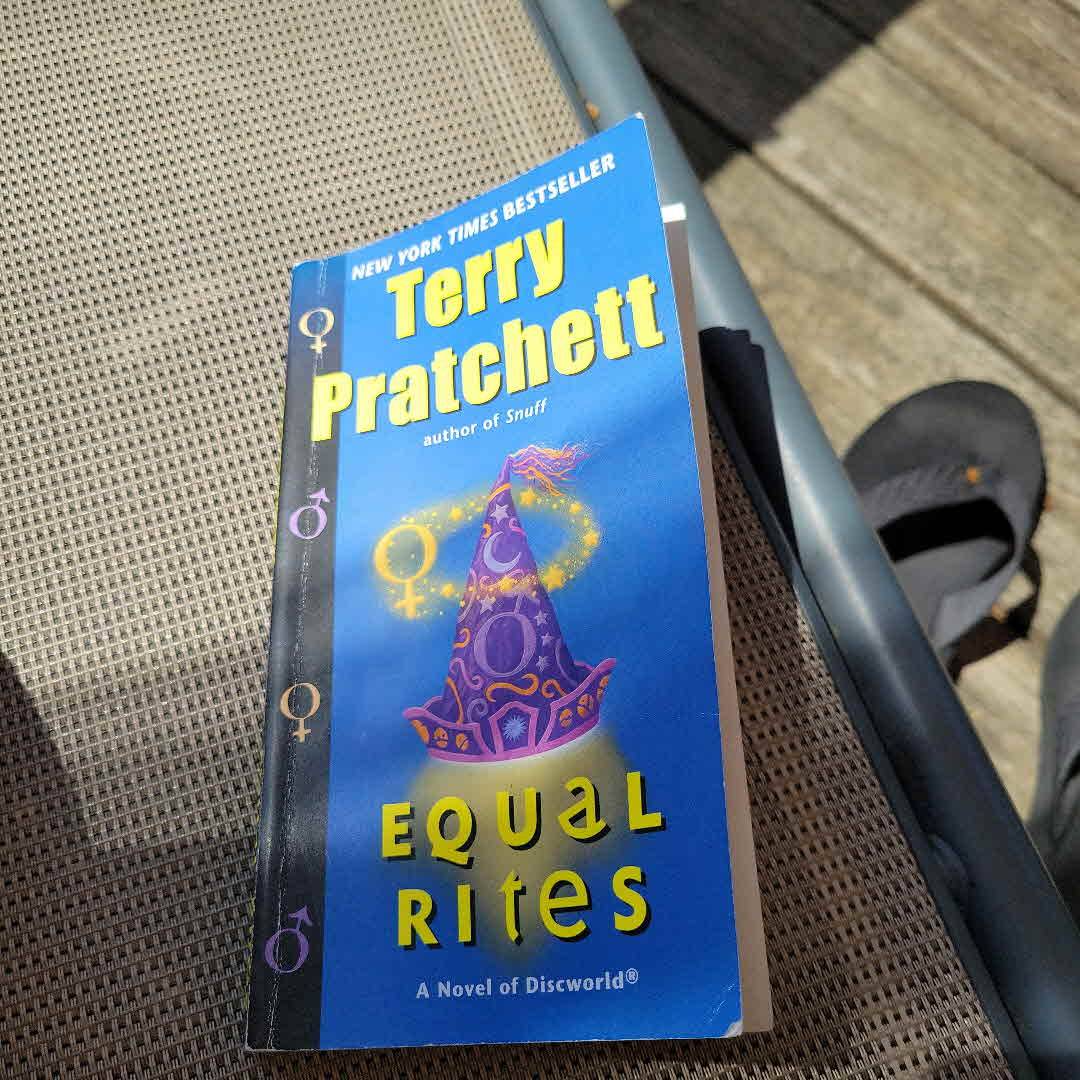 NEW YORK TIMES BESTSELLER
Terry
Pratchett
author of Snuff
EQUaL
RItes
A Novel of Discworld®